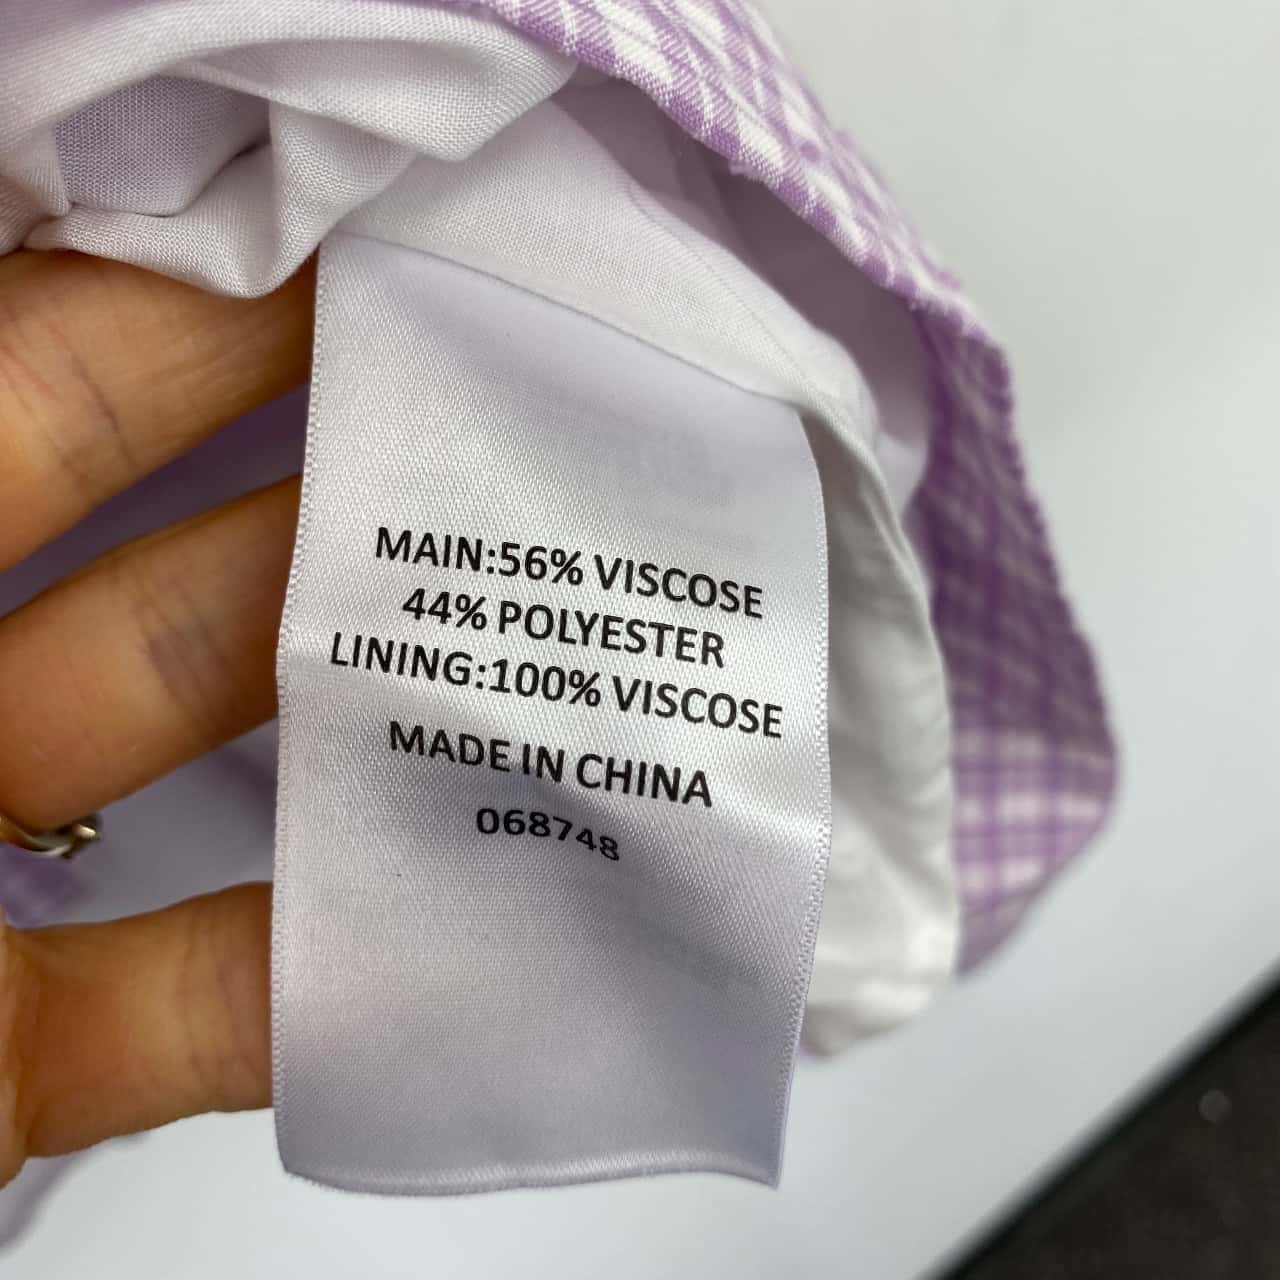 MAIN:56% VISCOSE
44% POLYESTER
LINING:100% VISCOSE
MADE IN CHINA
068748